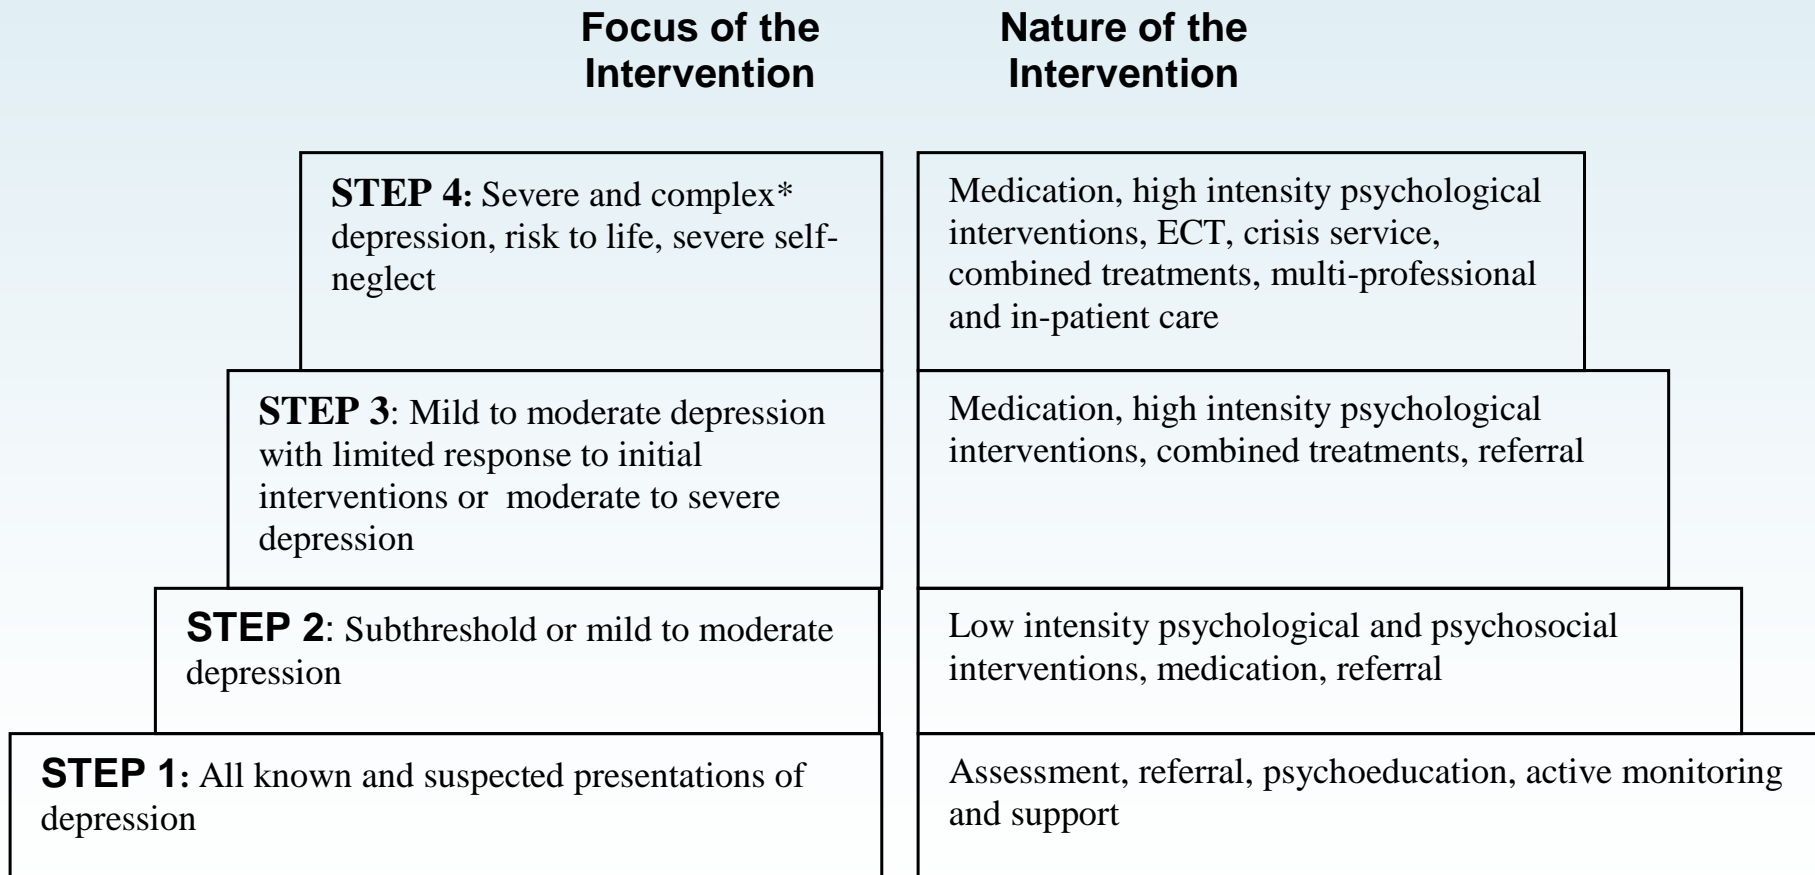 Focus of the
Intervention
Nature of the
Intervention
STEP 4: Severe and complex*
depression, risk to life, severe self-
neglect
Medication, high intensity psychological
interventions, ECT, crisis service,
combined treatments, multi-professional
and in-patient care
STEP 3: Mild to moderate depression
with limited response to initial
interventions or  moderate to severe
depression
Medication, high intensity psychological
interventions, combined treatments, referral
STEP 2: Subthreshold or mild to moderate
depression
Low intensity psychological and psychosocial
interventions, medication, referral
STEP 1: All known and suspected presentations of
depression
Assessment, referral, psychoeducation, active monitoring
and support